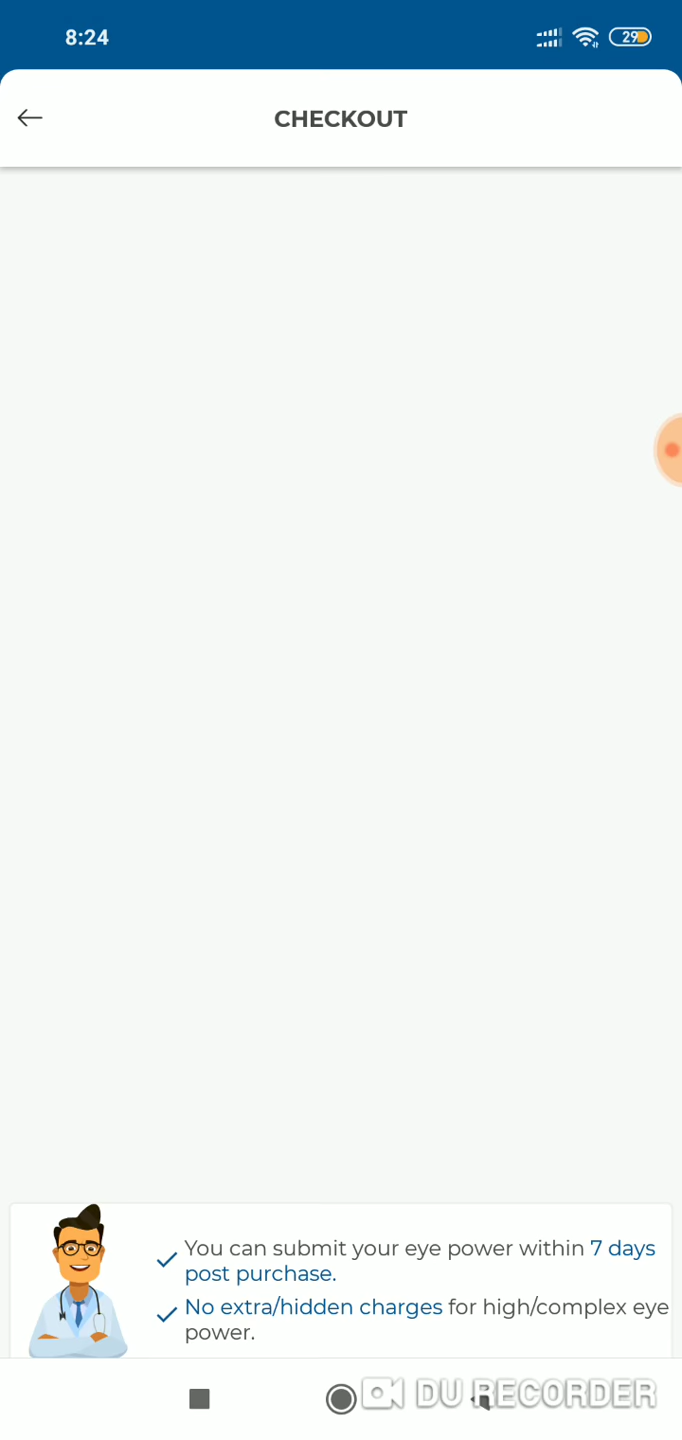 8:24
29
CHECKOUT
You can submit your eye power within 7 days
post purchase.
No extra/hidden charges for high/complex eye
power.
DU RECORDER